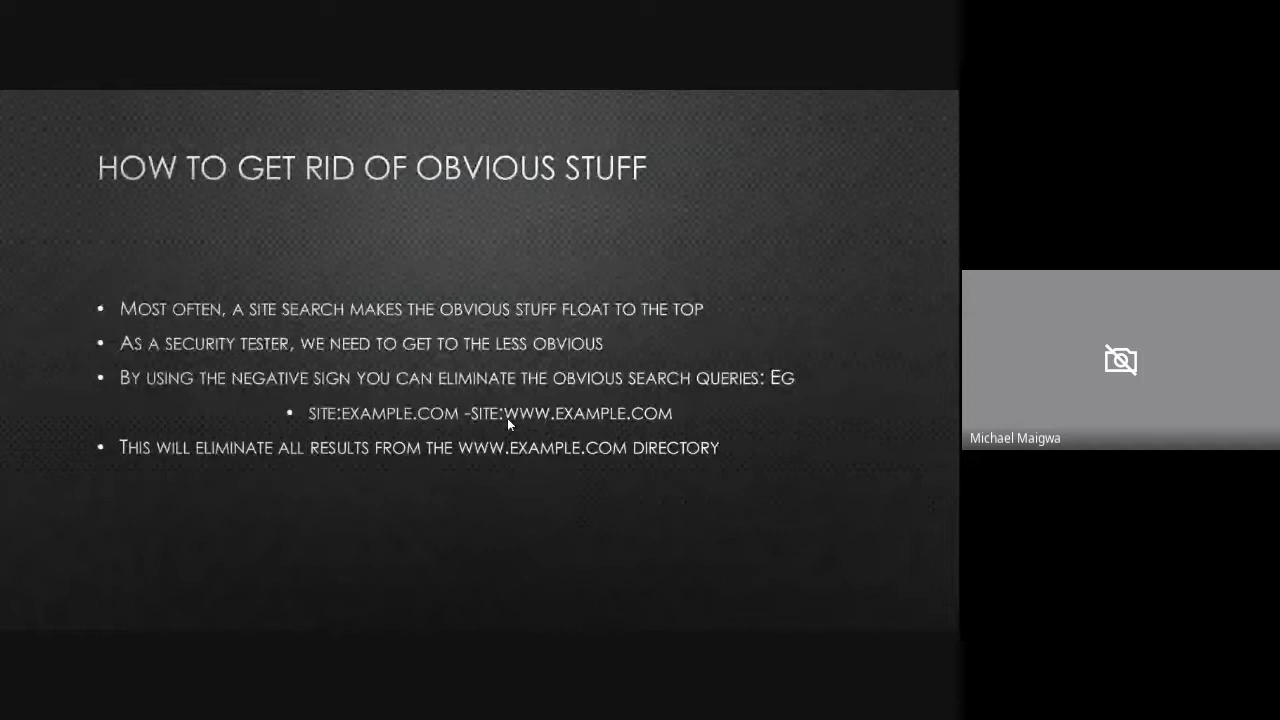 HOW TO GET RID OF OBVIOUS STUFF
• MOST OFTEN, A SITE SEARCH MAKES THE OBVIOUS STUFF FLOAT TO THE TOP
• AS A SECURITY TESTER, WE NEED TO GET TO THE LESS OBVIOUS
• BY USING THE NEGATIVE SIGN YOU CAN ELIMINATE THE OBVIOUS SEARCH QUERIES: EG
• SITE:EXAMPLE.COM -SITE:WWW.EXAMPLE.COM
• THIS WILL ELIMINATE ALL RESULTS FROM THE WWW.EXAMPLE.COM DIRECTORY
Michael Maigwa